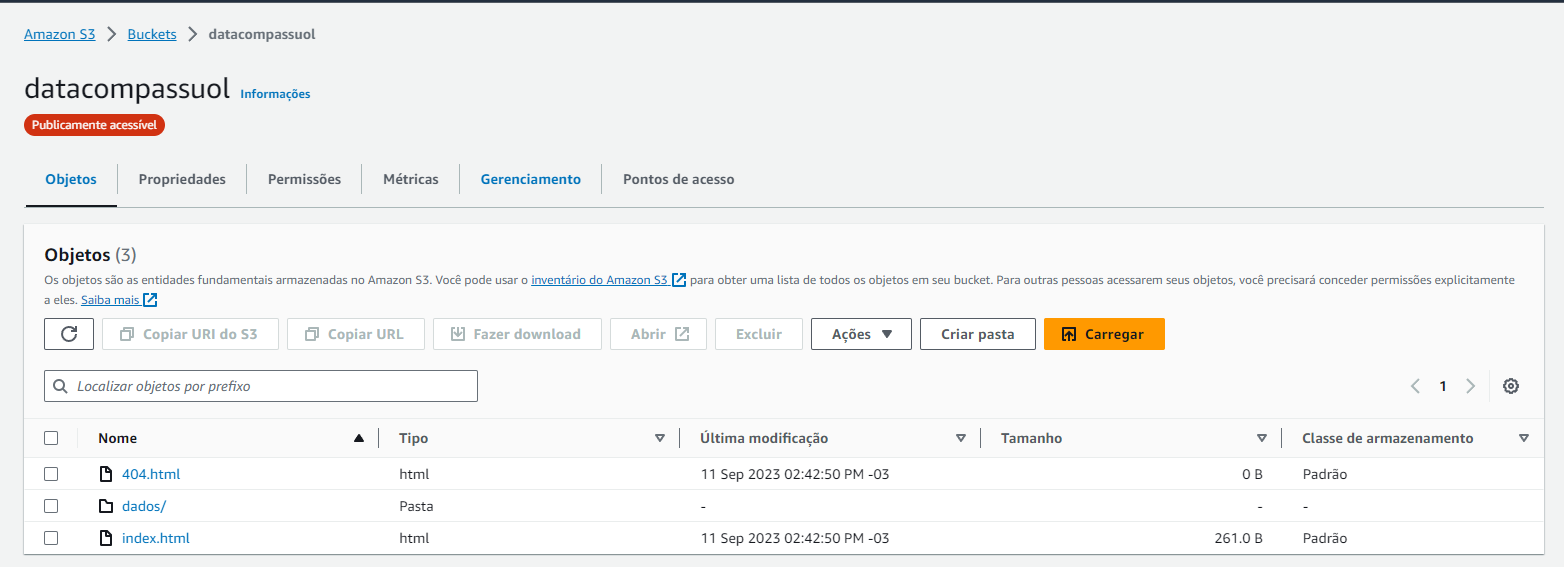 Amazon S3 > Buckets > datacompassuol
datacompassuol Informações
Publicamente acessível
Objetos Propriedades Permissões Métricas Gerenciamento Pontos de acesso
Objetos (3)
Os objetos são as entidades fundamentais armazenadas no Amazon S3. Você pode usar o inventário do Amazon S3 para obter uma lista de todos os objetos em seu bucket. Para outras pessoas acessarem seus objetos, você precisará conceder permissões explicitamente
a eles. Saiba mais
Copiar URI do S3 Copiar URL Fazer download Abrir Excluir Ações Criar pasta Carregar
Localizar objetos por prefixo 1
Nome Tipo Última modificação Tamanho Classe de armazenamento
404.html html 11 Sep 2023 02:42:50 PM -03 0 B Padrão
dados/ Pasta - - -
index.html html 11 Sep 2023 02:42:50 PM -03 261.0 B Padrão